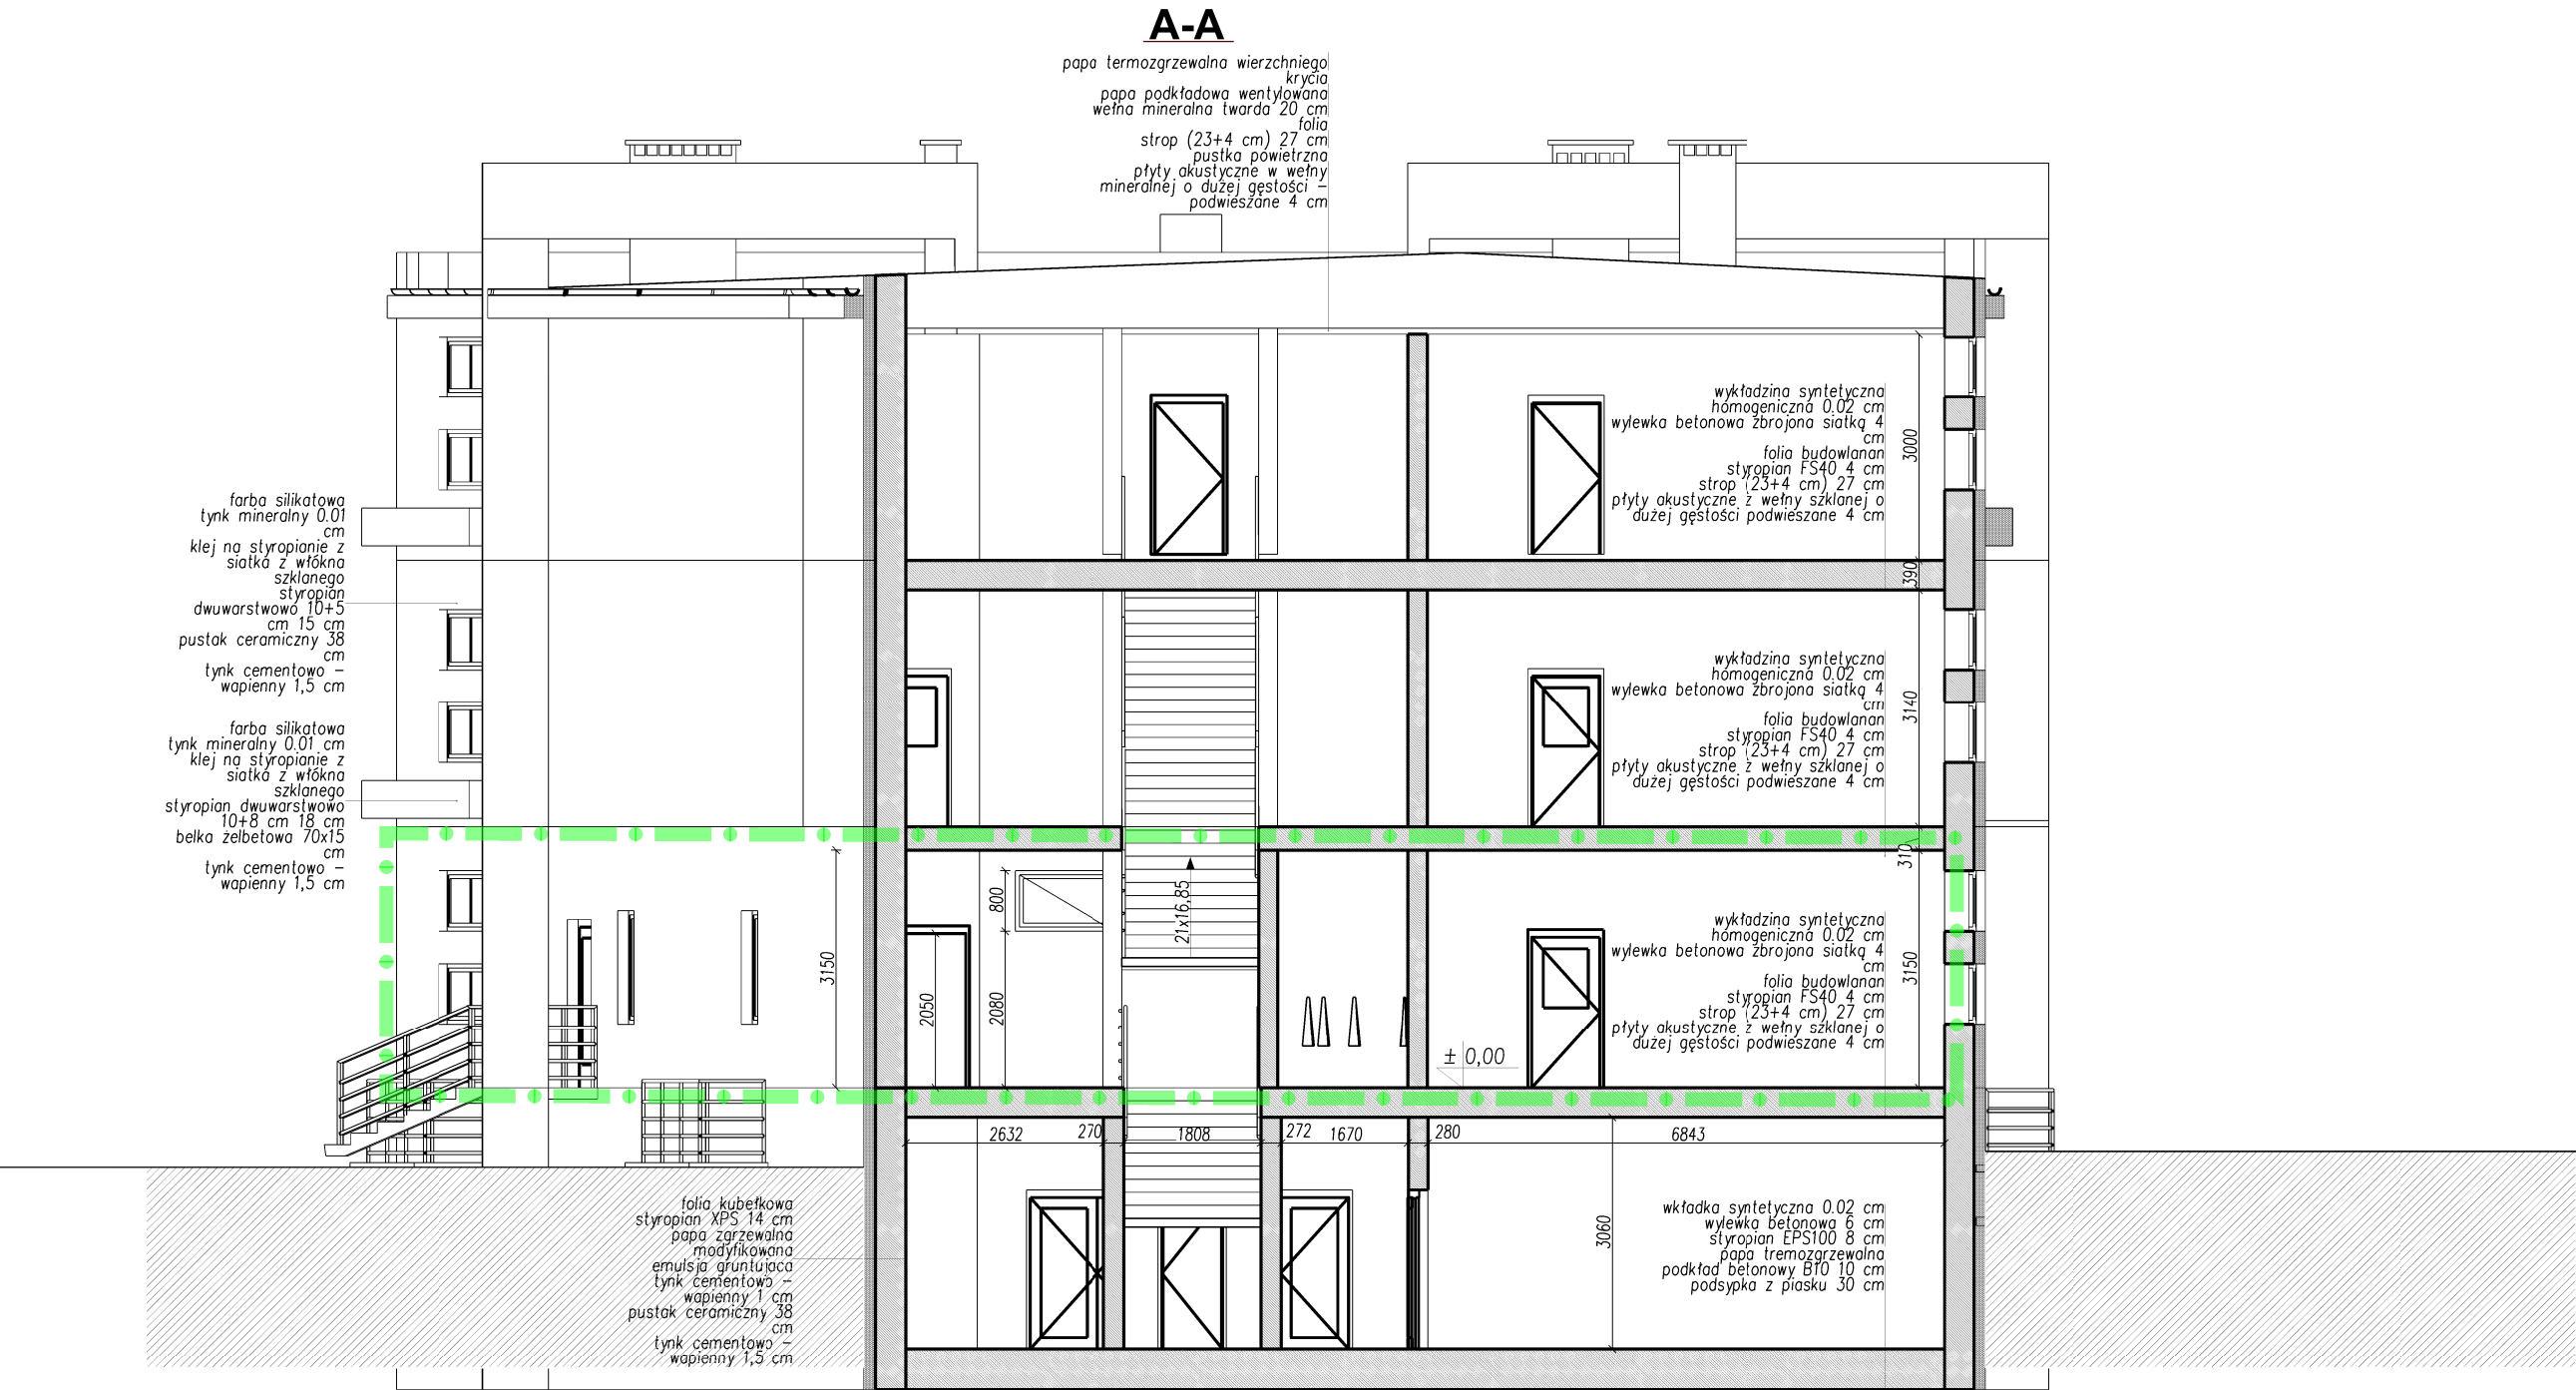 A-A
papa termozgrzewalna wierzchniego
krycia
papa podkładowa wentylowana
wełna mineralna twarda 20 cm
folia
strop (23+4 cm) 27 cm
pustka powietrzna
płyty akustyczne w wełny
mineralnej o dużej gęstości –
podwieszane 4 cm
wykładzina syntetyczna
homogeniczna 0.02 cm
wylewka betonowa zbrojona siatką 4
cm
folia budowlanan
styropian FS40 4 cm
strop (23+4 cm) 27 cm
płyty akustyczne z wełny szklanej o
dużej gęstości podwieszane 4 cm
3000
390
farba silikatowa
tynk mineralny 0.01
cm
klej na styropianie z
siatka z włókna
szklanego
styropian
dwuwarstwowo 10+5
cm 15 cm
pustak ceramiczny 38
cm
tynk cementowo –
wapienny 1,5 cm
wykładzina syntetyczna
homogeniczna 0.02 cm
wylewka betonowa zbrojona siatką 4
cm
folia budowlanan
styropian FS40 4 cm
strop (23+4 cm) 27 cm
płyty akustyczne z wełny szklanej o
dużej gęstości podwieszane 4 cm
3140
310
farba silikatowa
tynk mineralny 0.01 cm
klej na styropianie z
siatka z włókna
szklanego
styropian dwuwarstwowo
10+8 cm 18 cm
belka żelbetowa 70x15
cm
tynk cementowo –
wapienny 1,5 cm
3150
2050
800
2080
21x16,85
± 0,00
wykładzina syntetyczna
homogeniczna 0.02 cm
wylewka betonowa zbrojona siatką 4
cm
folia budowlanan
styropian FS40 4 cm
strop (23+4 cm) 27 cm
płyty akustyczne z wełny szklanej o
dużej gęstości podwieszane 4 cm
3150
2632 270 1808 272 1670 280 6843
3060
folia kubełkowa
styropian XPS 14 cm
papa zgrzewalna
modyfikowana
emulsja gruntujaca
tynk cementowo –
wapienny 1 cm
pustak ceramiczny 38
cm
tynk cementowo –
wapienny 1,5 cm
wkładka syntetyczna 0.02 cm
wylewka betonowa 6 cm
styropian EPS100 8 cm
papa tremozgrzewalna
podkład betonowy B10 10 cm
podsypka z piasku 30 cm